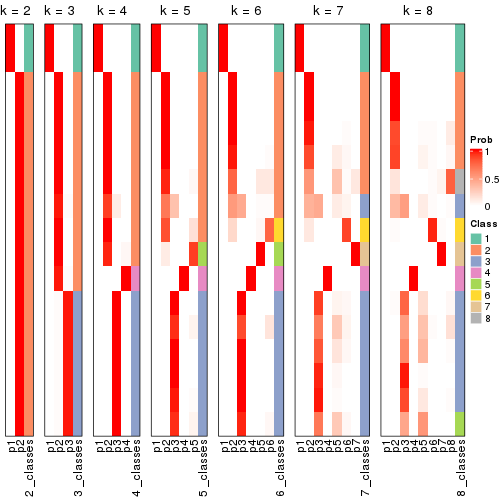 k = 2 k = 3 k = 4 k = 5 k = 6 k = 7 k = 8
Prob
1
0.5
0
Class
1
2
3
4
5
6
7
8
p1 p2 2_classes
p1 p2 p3 3_classes
p1 p2 p3 p4 4_classes
p1 p2 p3 p4 p5 5_classes
p1 p2 p3 p4 p5 p6 6_classes
p1 p2 p3 p4 p5 p6 p7 7_classes
p1 p2 p3 p4 p5 p6 p7 p8 8_classes